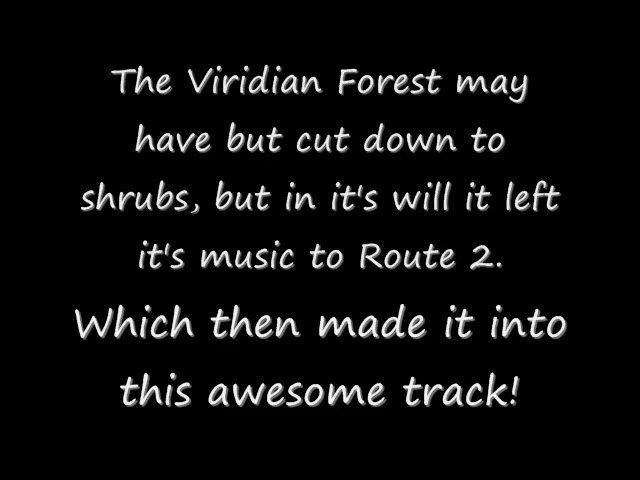 The Viridian Forest may
have but cut down to
shrubs, but in it's will it left
it's music to Route 2.
Which then made it into
this awesome track!